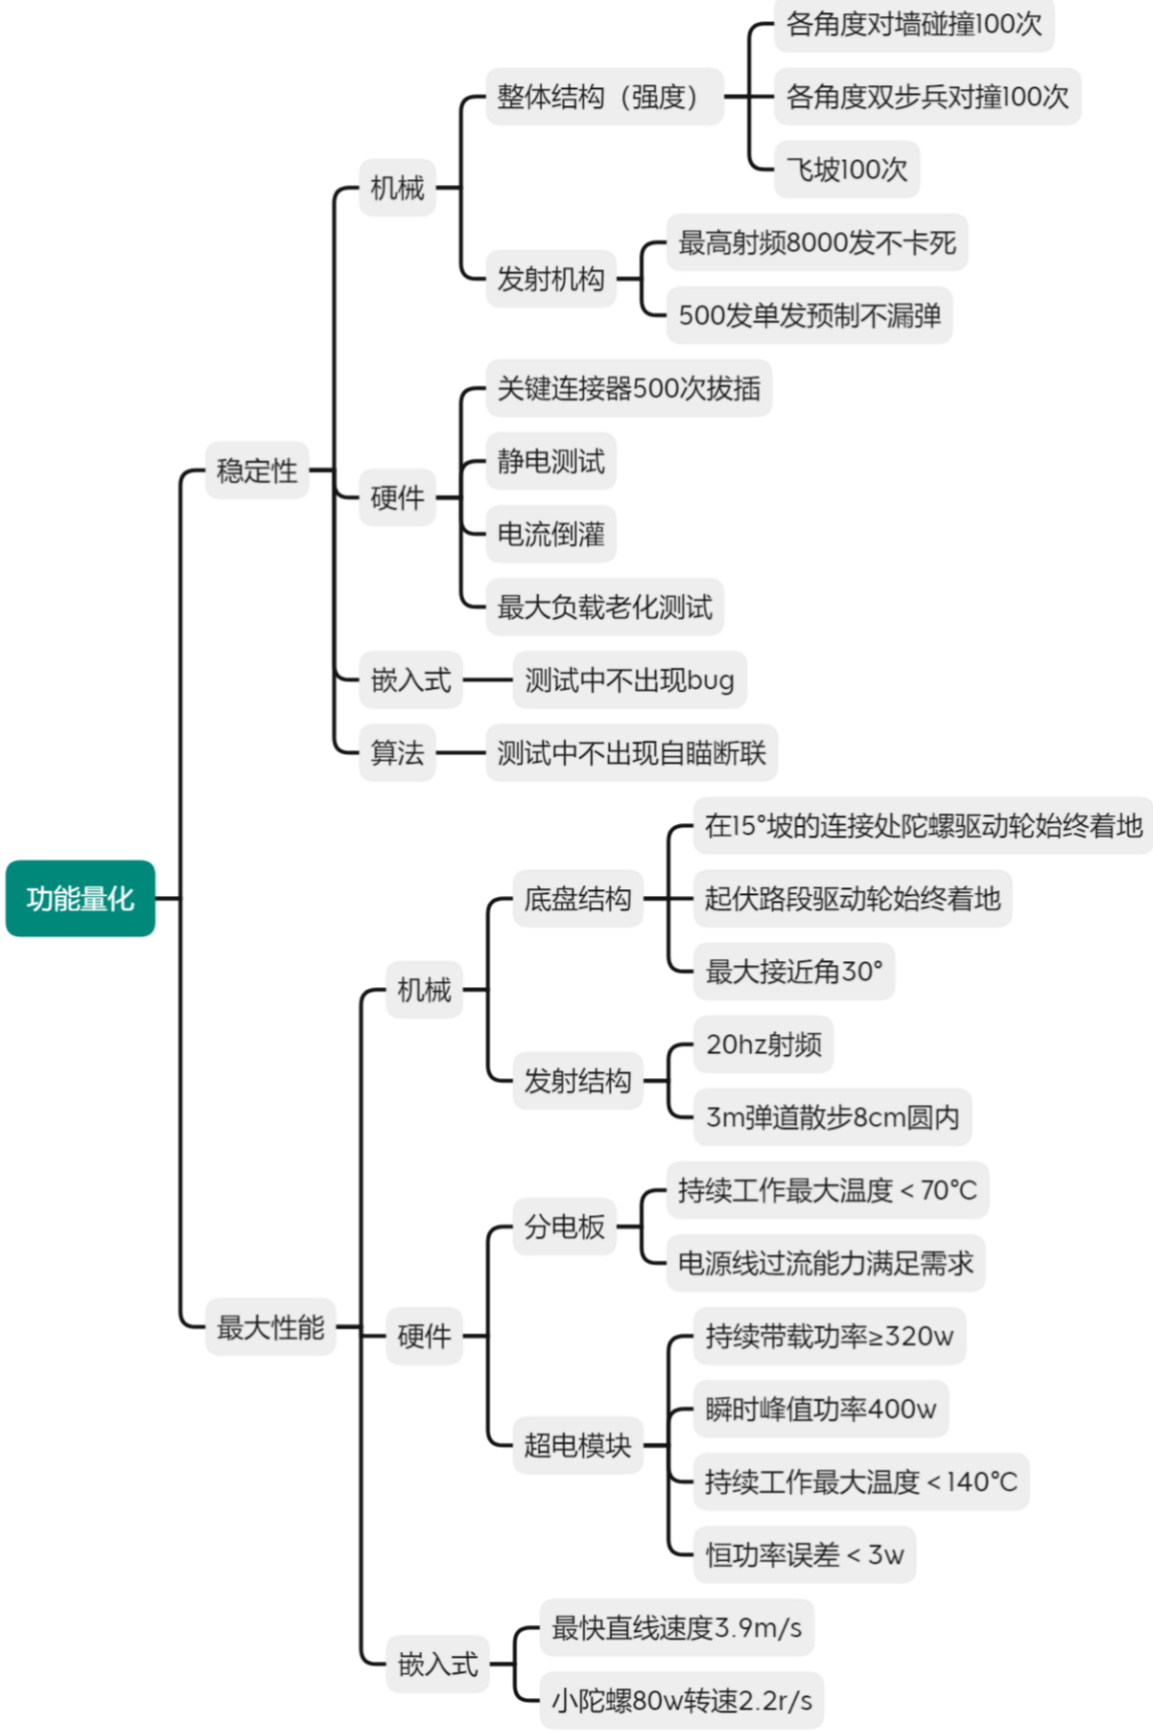 各角度对墙碰撞100次
整体结构（强度）
各角度双步兵对撞100次
飞坡100次
机械
最高射频8000发不卡死
发射机构
500发单发预制不漏弹
关键连接器500次拔插
静电测试
稳定性
硬件
电流倒灌
最大负载老化测试
嵌入式
测试中不出现bug
算法
测试中不出现自瞄断联
在15°坡的连接处陀螺驱动轮始终着地
功能量化
底盘结构
起伏路段驱动轮始终着地
最大接近角30°
机械
20hz射频
发射结构
3m弹道散步8cm圆内
持续工作最大温度＜70°C
分电板
电源线过流能力满足需求
最大性能
硬件
持续带载功率≥320w
瞬时峰值功率400w
超电模块
持续工作最大温度＜140°C
恒功率误差＜3w
最快直线速度3.9m/s
嵌入式
小陀螺80w转速2.2r/s